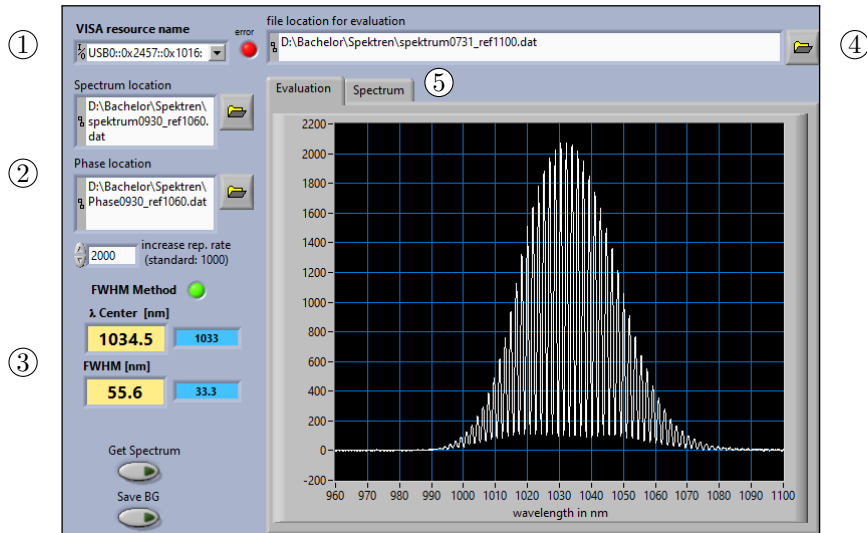 ①
VISA resource name
error
USB0::0x2457::0x1016:
file location for evaluation
D:\Bachelor\Spektren\spektrum0731_ref1100.dat
④
Spectrum location
D:\Bachelor\Spektren\
spektrum0930_ref1060.
dat
②
Phase location
D:\Bachelor\Spektren\
Phase0930_ref1060.dat
2000
increase rep. rate
(standard: 1000)
FWHM Method
λ Center [nm]
1034.5
1033
③
FWHM [nm]
55.6
33.3
Get Spectrum
Save BG
Evaluation
Spectrum
⑤
2200
2000
1800
1600
1400
1200
1000
800
600
400
200
0
-200
960 970 980 990 1000 1010 1020 1030 1040 1050 1060 1070 1080 1090 1100
wavelength in nm